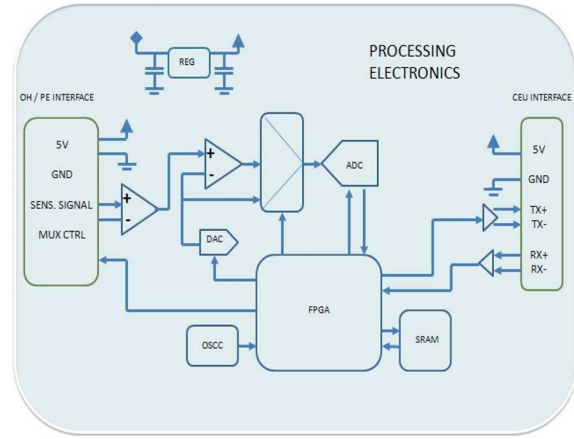 PROCESSING
ELECTRONICS
REG
OH / PE INTERFACE
CEU INTERFACE
5V
GND
SENS. SIGNAL
MUX CTRL
+
-
+
-
ADC
DAC
5V
GND
TX+
TX-
RX+
RX-
FPGA
OSCC
SRAM